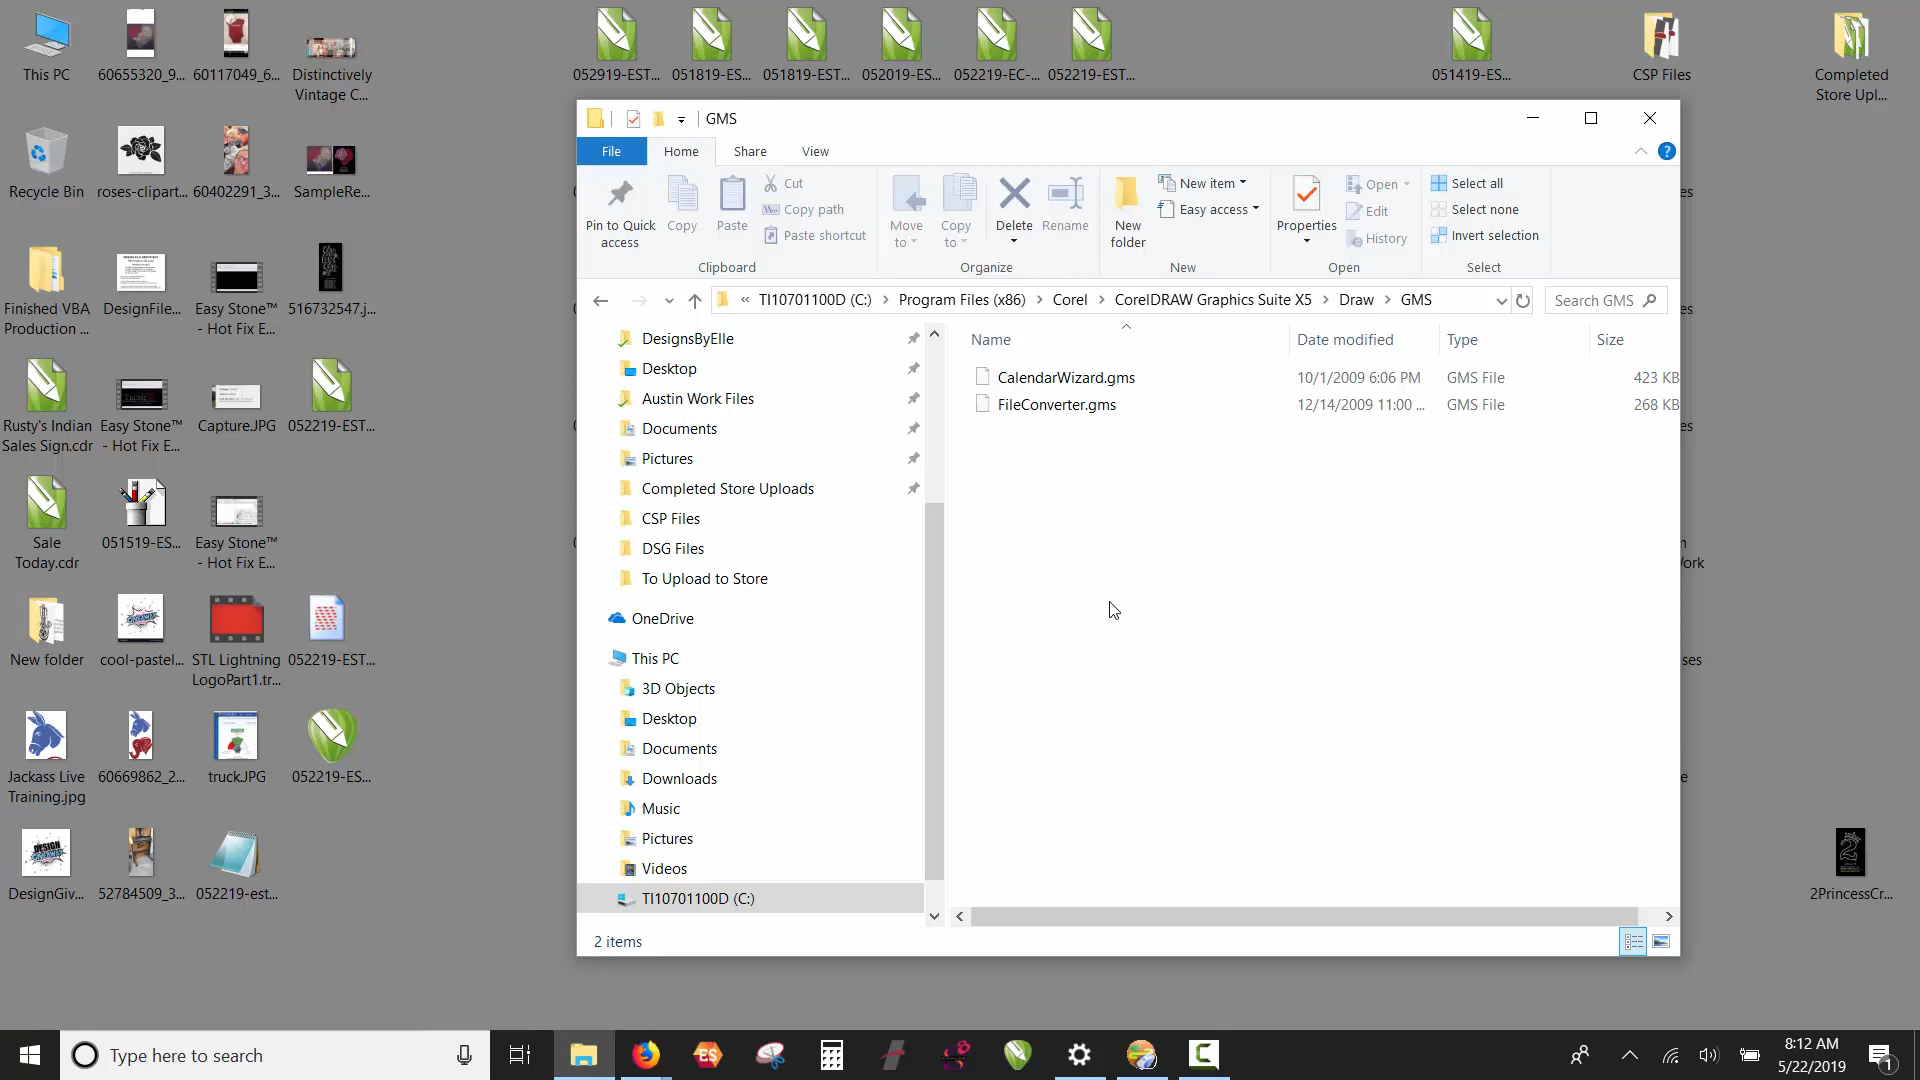 This PC
60655320_9...
60117049_6...
Distinctively
Vintage C...
052919-EST...
051819-ES...
051819-EST...
052019-ES...
052219-EC-...
052219-EST...
051419-ES...
CSP Files
Completed
Store Upl...
Recycle Bin
roses-clipart...
60402291_3...
SampleRe...
Finished VBA
Production ...
DesignFile...
Easy Stone™
- Hot Fix E...
516732547.j...
Rusty's Indian
Sales Sign.cdr
Easy Stone™
- Hot Fix E...
Capture.JPG
052219-EST...
Sale
Today.cdr
051519-ES...
Easy Stone™
- Hot Fix E...
New folder
cool-pastel...
STL Lightning
LogoPart1.tr...
052219-EST...
Jackass Live
Training.jpg
60669862_2...
truck.JPG
052219-ES...
DESIGN
GIVEAWAY
DesignGiv...
52784509_3...
052219-est...
2PrincessCr...
GMS
File
Home
Share
View
?
Pin to Quick
access
Copy
Paste
Cut
Copy path
Paste shortcut
Clipboard
Move
to
Copy
to
Delete
Rename
Organize
New
folder
New item
Easy access
New
Properties
Open
Edit
History
Open
Select all
Select none
Invert selection
Select
« TI10701100D (C:) > Program Files (x86) > Corel > CorelDRAW Graphics Suite X5 > Draw > GMS
Search GMS
DesignsByElle
Desktop
Austin Work Files
Documents
Pictures
Completed Store Uploads
CSP Files
DSG Files
To Upload to Store
OneDrive
This PC
3D Objects
Desktop
Documents
Downloads
Music
Pictures
Videos
TI10701100D (C:)
Name Date modified Type Size
CalendarWizard.gms 10/1/2009 6:06 PM GMS File 423 KB
FileConverter.gms 12/14/2009 11:00 ... GMS File 268 KB
2 items
es
es
es
n
ork
ses
e
Type here to search
ES
8:12 AM
5/22/2019
1